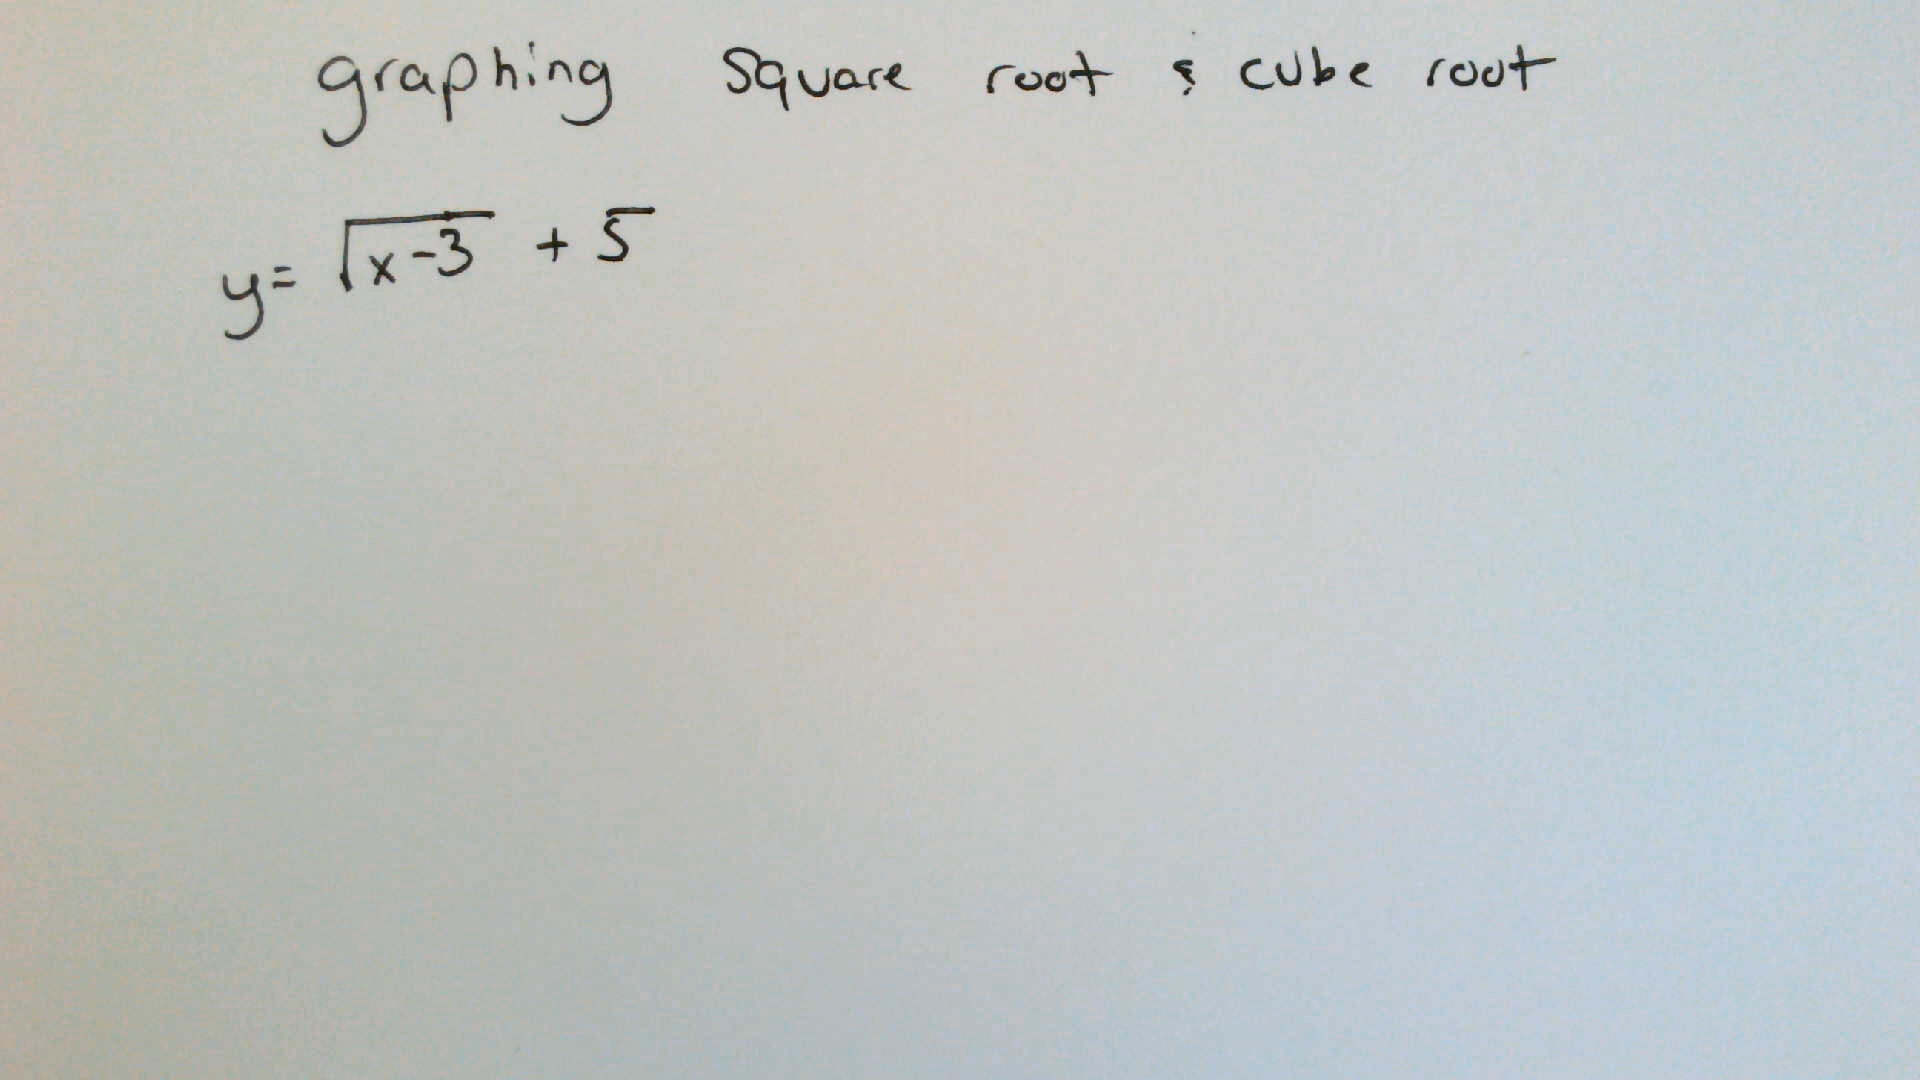 graphing Square root & cube root
y= √x-3 + 5